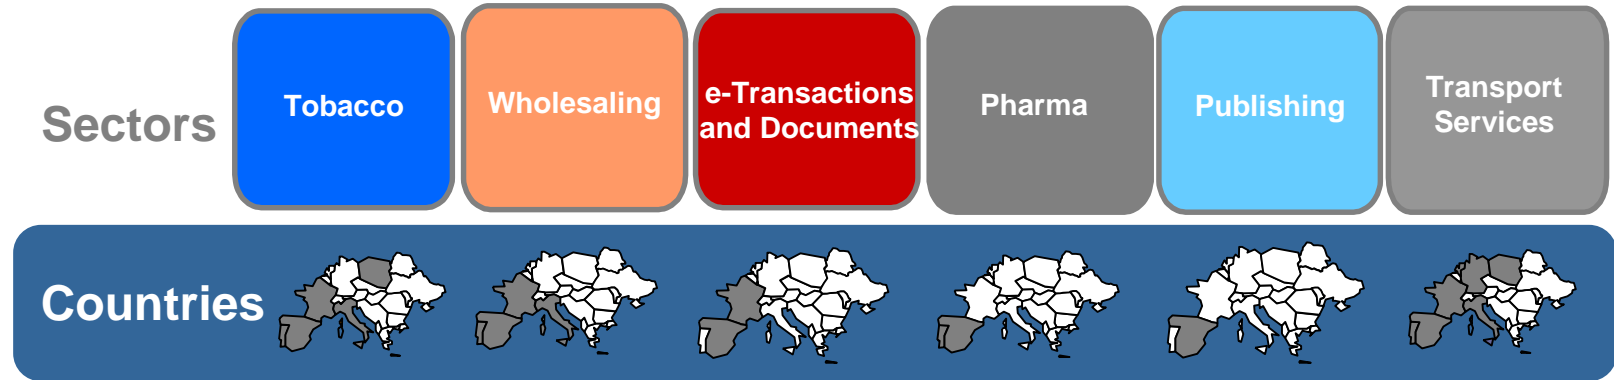 Sectors
Tobacco
Wholesaling
e-Transactions
and Documents
Pharma
Publishing
Transport
Services
Countries